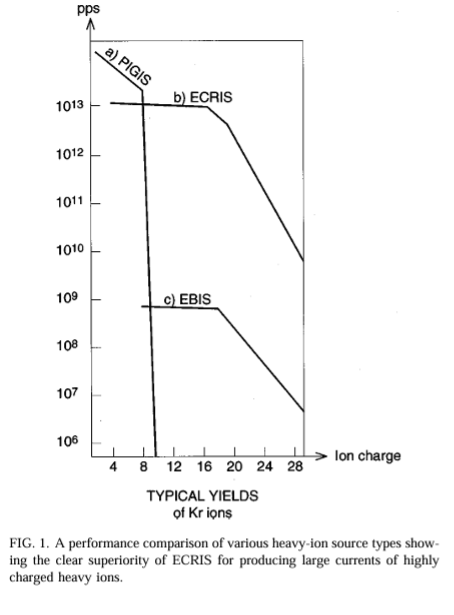 pps
a) PIGIS
b) ECRIS
10¹³
10¹²
10¹¹
10¹⁰
c) EBIS
10⁹
10⁸
10⁷
10⁶
4 8 12 16 20 24 28
Ion charge
TYPICAL YIELDS
of Kr ions
FIG. 1. A performance comparison of various heavy-ion source types show-
ing the clear superiority of ECRIS for producing large currents of highly
charged heavy ions.